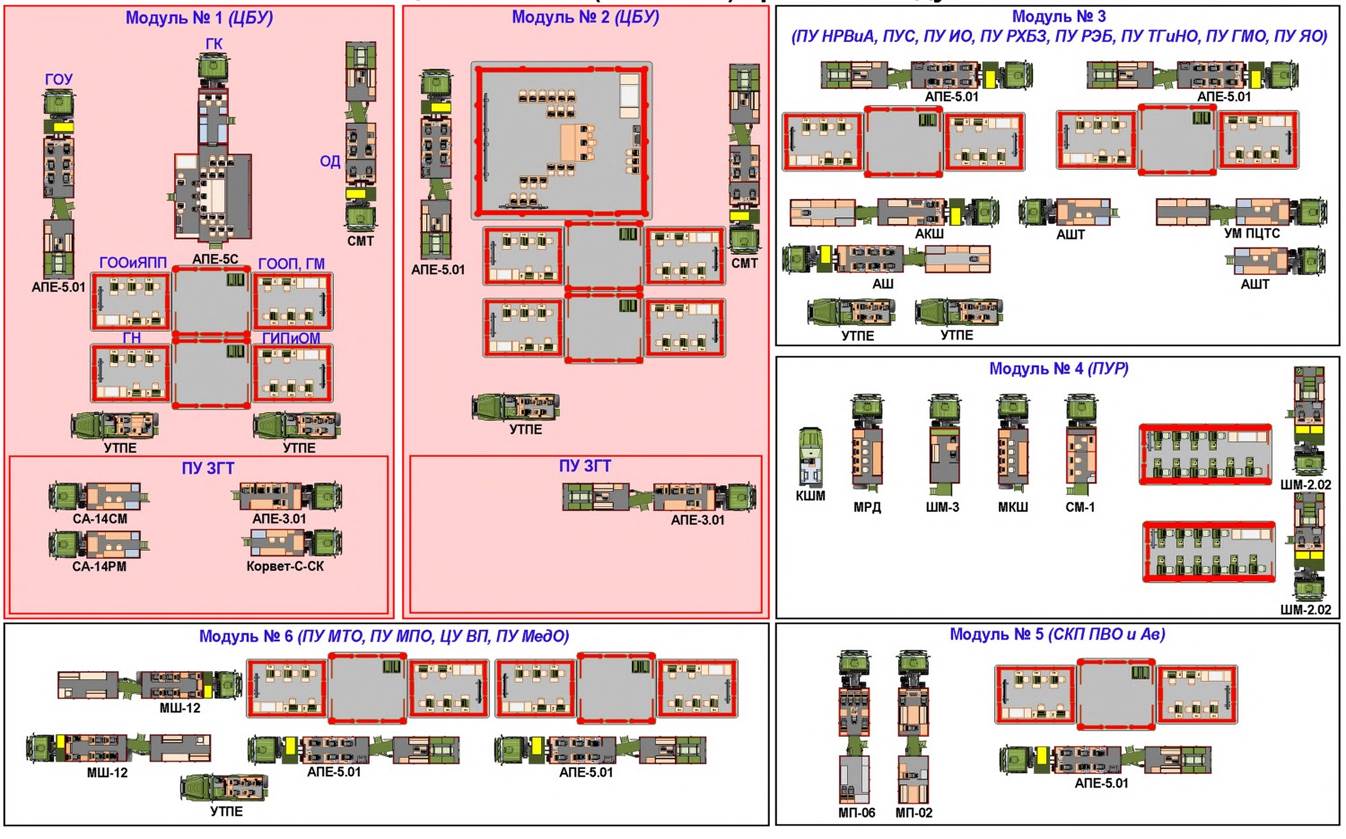 Модуль № 1 (ЦБУ)
ГК
ГОУ
ОД
СМТ
АПЕ-5С
АПЕ-5.01
ГООиЯПП
ГООП, ГМ
ГН
ГИПиОМ
УТПЕ
УТПЕ
ПУ ЗГТ
СА-14СМ
АПЕ-3.01
СА-14РМ
Корвет-С-СК
Модуль № 2 (ЦБУ)
АПЕ-5.01
СМТ
УТПЕ
ПУ ЗГТ
АПЕ-3.01
Модуль № 3
(ПУ НРВиА, ПУС, ПУ ИО, ПУ РХБЗ, ПУ РЭБ, ПУ ТГиНО, ПУ ГМО, ПУ ЯО)
АПЕ-5.01
АПЕ-5.01
АКШ
АШТ
УМ ПЦТС
АШ
АШТ
УТПЕ
УТПЕ
Модуль № 4 (ПУР)
КШМ
МРД
ШМ-3
МКШ
СМ-1
ШМ-2.02
ШМ-2.02
Модуль № 6 (ПУ МТО, ПУ МПО, ЦУ ВП, ПУ МедО)
МШ-12
МШ-12
АПЕ-5.01
АПЕ-5.01
УТПЕ
Модуль № 5 (СКП ПВО и Ав)
МП-06
МП-02
АПЕ-5.01